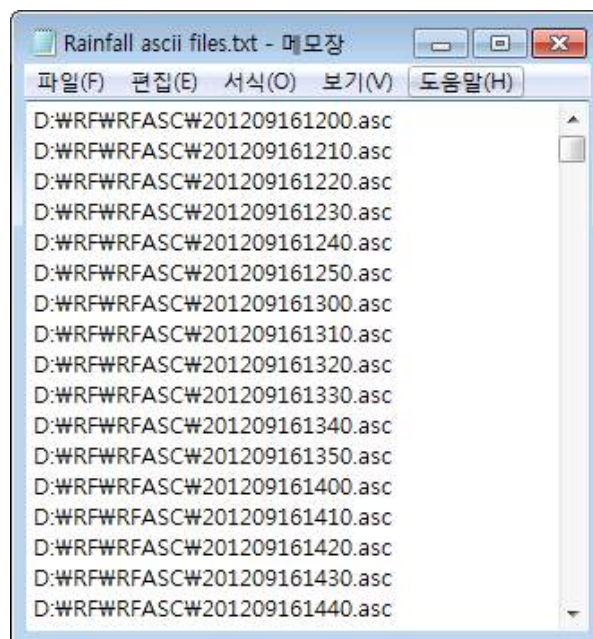 Rainfall ascii files.txt - 메모장
파일(F) 편집(E) 서식(O) 보기(V) 도움말(H)
D:₩RF₩RFASC₩201209161200.asc
D:₩RF₩RFASC₩201209161210.asc
D:₩RF₩RFASC₩201209161220.asc
D:₩RF₩RFASC₩201209161230.asc
D:₩RF₩RFASC₩201209161240.asc
D:₩RF₩RFASC₩201209161250.asc
D:₩RF₩RFASC₩201209161300.asc
D:₩RF₩RFASC₩201209161310.asc
D:₩RF₩RFASC₩201209161320.asc
D:₩RF₩RFASC₩201209161330.asc
D:₩RF₩RFASC₩201209161340.asc
D:₩RF₩RFASC₩201209161350.asc
D:₩RF₩RFASC₩201209161400.asc
D:₩RF₩RFASC₩201209161410.asc
D:₩RF₩RFASC₩201209161420.asc
D:₩RF₩RFASC₩201209161430.asc
D:₩RF₩RFASC₩201209161440.asc